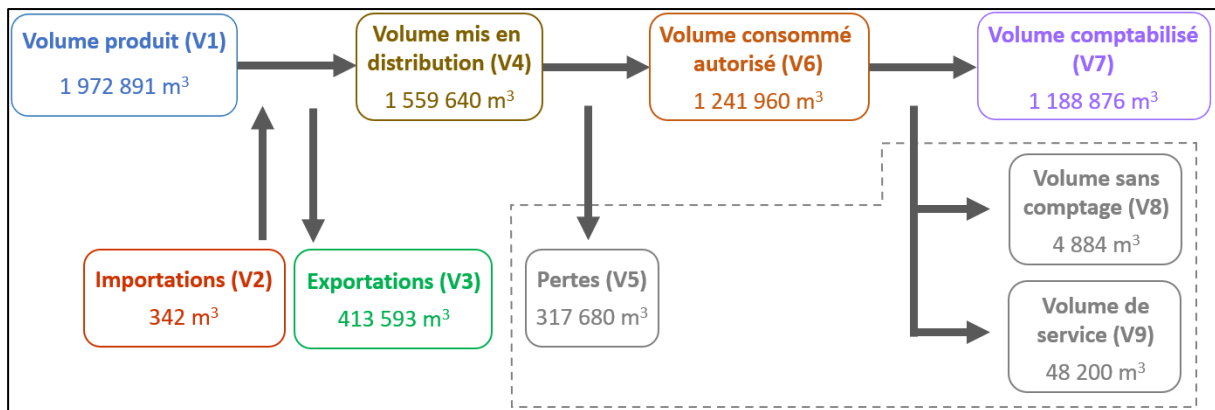 Volume produit (V1)
1 972 891 m³
Volume mis en
distribution (V4)
1 559 640 m³
Volume consommé
autorisé (V6)
1 241 960 m³
Volume comptabilisé
(V7)
1 188 876 m³
Importations (V2)
342 m³
Exportations (V3)
413 593 m³
Pertes (V5)
317 680 m³
Volume sans
comptage (V8)
4 884 m³
Volume de
service (V9)
48 200 m³